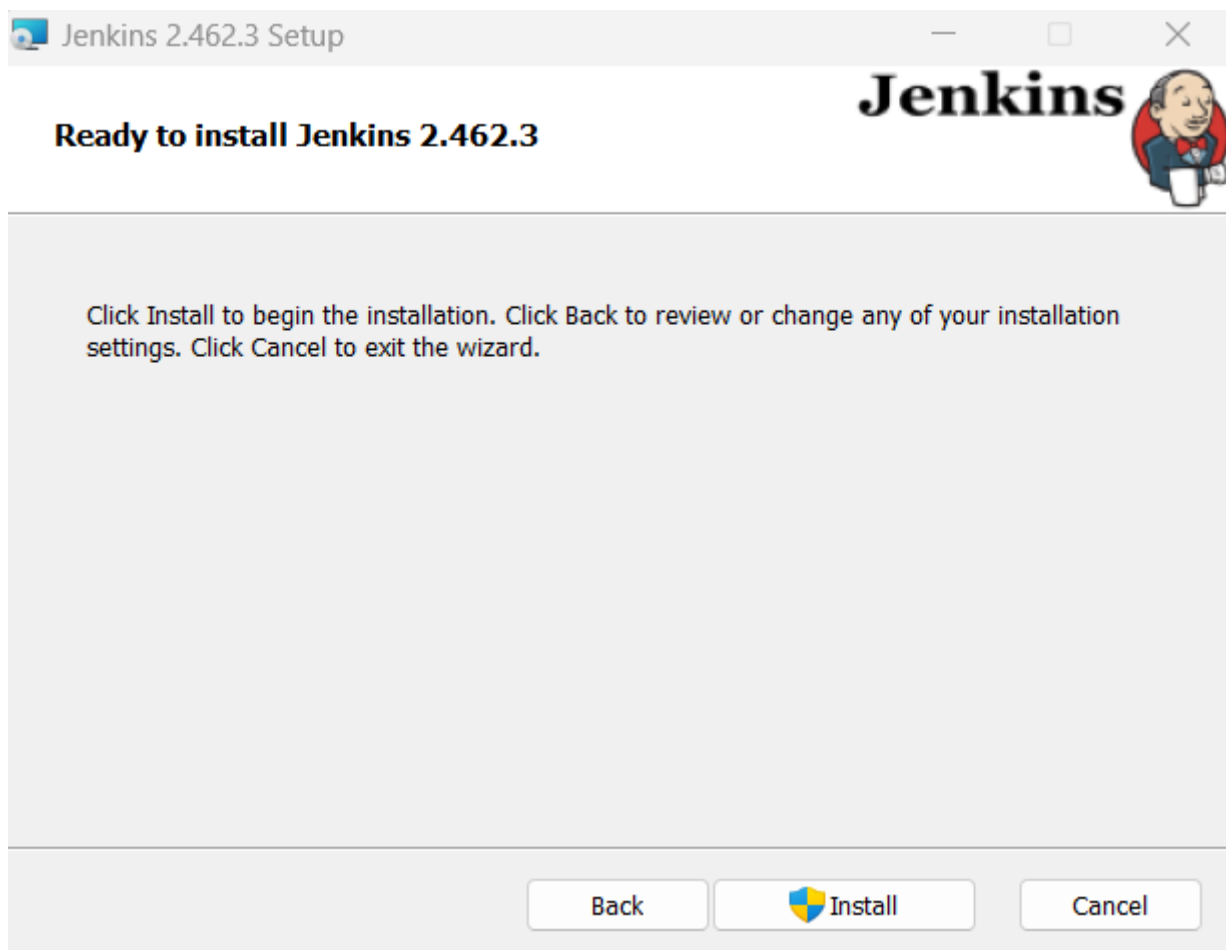 Jenkins 2.462.3 Setup
Jenkins
Ready to install Jenkins 2.462.3
Click Install to begin the installation. Click Back to review or change any of your installation
settings. Click Cancel to exit the wizard.
Back
Install
Cancel